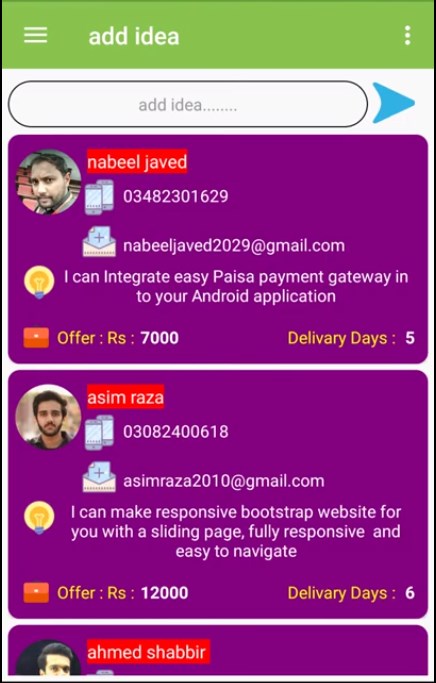 add idea
add idea........
nabeel javed
03482301629
nabeeljaved2029@gmail.com
I can Integrate easy Paisa payment gateway in
to your Android application
Offer : Rs : 7000 Delivary Days : 5
asim raza
03082400618
asimraza2010@gmail.com
I can make responsive bootstrap website for
you with a sliding page, fully responsive and
easy to navigate
Offer : Rs : 12000 Delivary Days : 6
ahmed shabbir